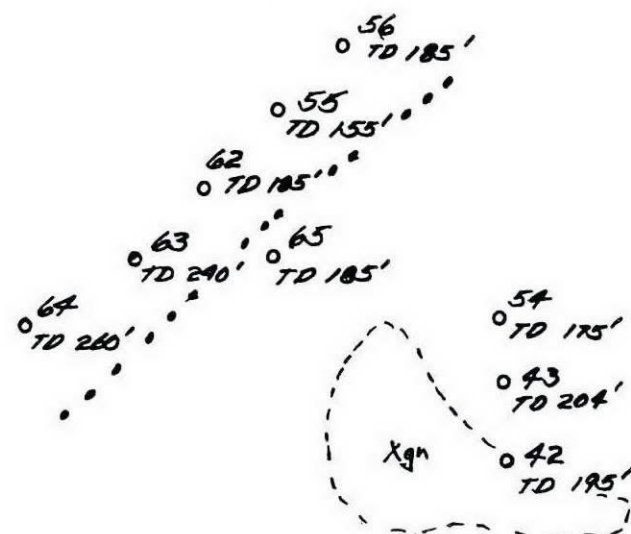 56
TD 185'
55
TD 155'
62
TD 185'
63
TD 240'
65
TD 185'
64
TD 260'
54
TD 175'
43
TD 204'
Xgn
42
TD 195'